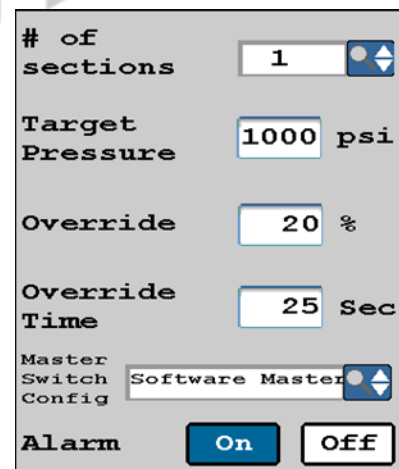 # of
sections 1
Target
Pressure 1000 psi
Override 20 %
Override
Time 25 Sec
Master
Switch Software Master
Config
Alarm On Off